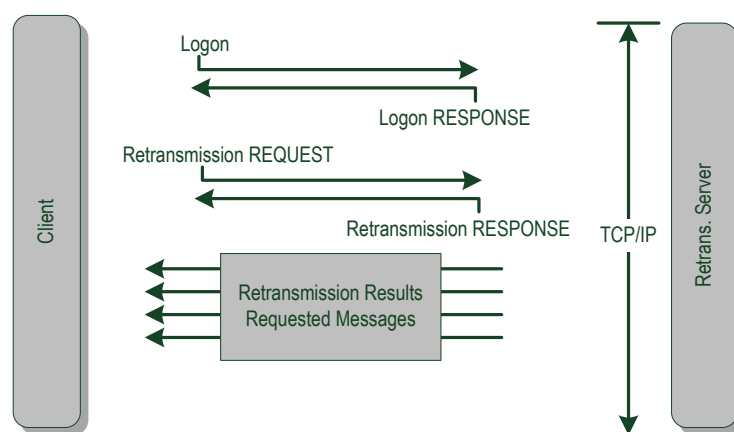 Logon
Logon RESPONSE
Retransmission REQUEST
Retransmission RESPONSE
Client
TCP/IP
Retrans. Server
Retransmission Results
Requested Messages